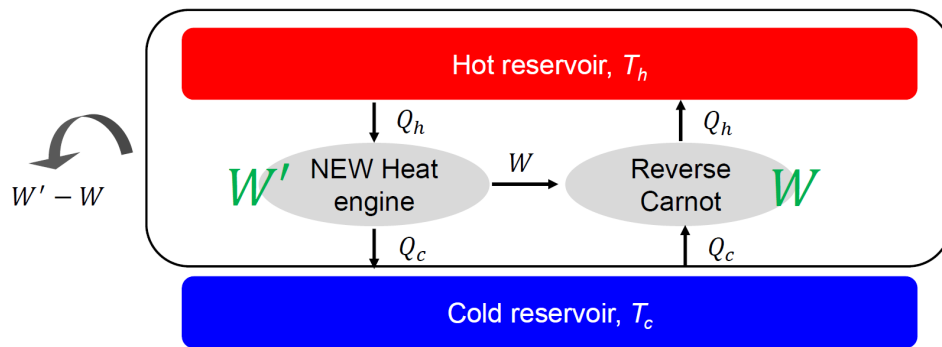 Hot reservoir, T_h
Q_h
Q_h
W' − W
W'
NEW Heat
engine
W
Reverse
Carnot
W
Q_c
Q_c
Cold reservoir, T_c